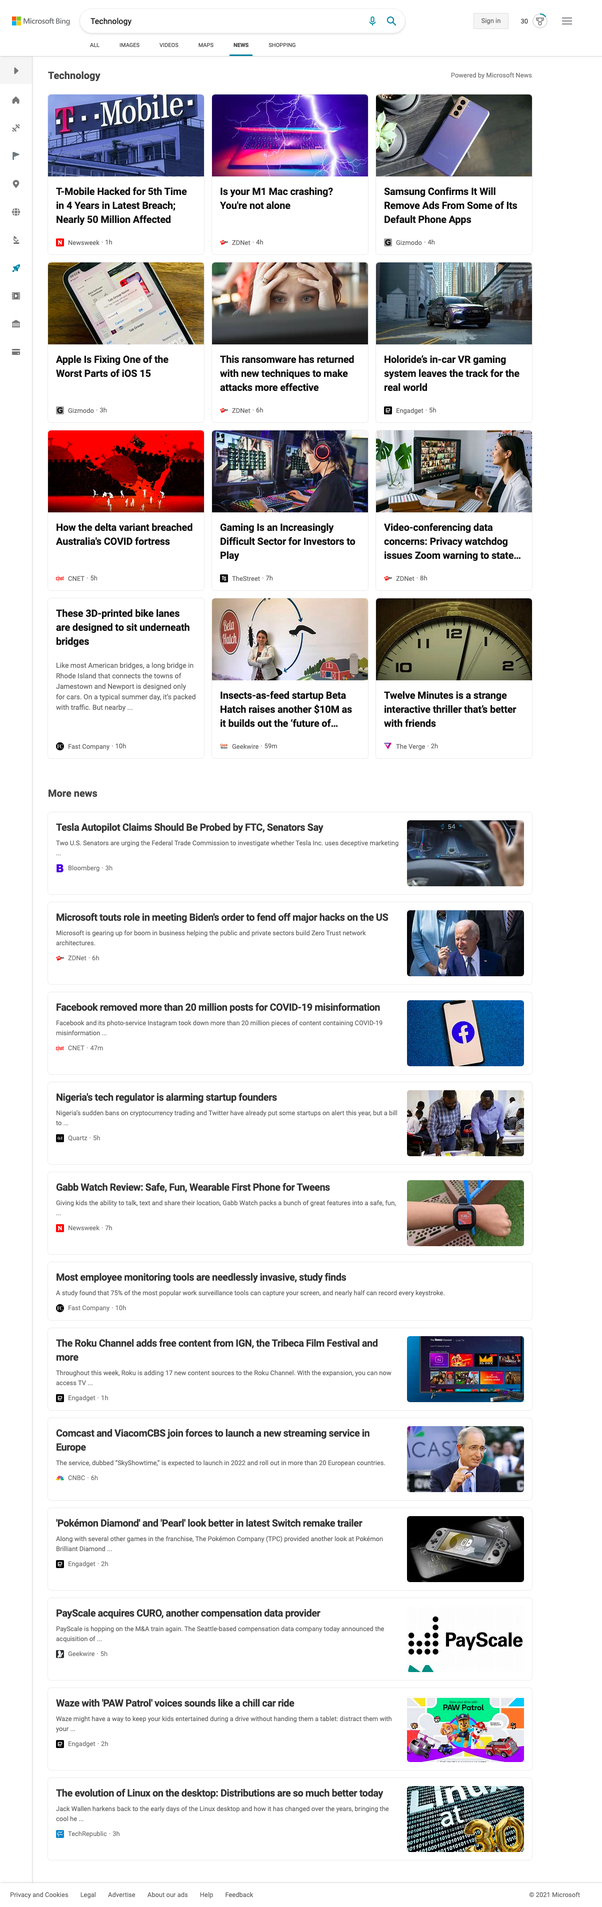 Microsoft Bing
Technology
Sign in
30
ALL
IMAGES
VIDEOS
MAPS
NEWS
SHOPPING
Technology
Powered by Microsoft News
T-Mobile
T-Mobile Hacked for 5th Time
in 4 Years in Latest Breach;
Nearly 50 Million Affected
Newsweek · 1h
Is your M1 Mac crashing?
You're not alone
ZDNet · 4h
Samsung Confirms It Will
Remove Ads From Some of Its
Default Phone Apps
Gizmodo · 4h
Apple Is Fixing One of the
Worst Parts of iOS 15
Gizmodo · 3h
This ransomware has returned
with new techniques to make
attacks more effective
ZDNet · 6h
Holoride's in-car VR gaming
system leaves the track for the
real world
Engadget · 5h
How the delta variant breached
Australia's COVID fortress
CNET · 5h
Gaming Is an Increasingly
Difficult Sector for Investors to
Play
TheStreet · 7h
Video-conferencing data
concerns: Privacy watchdog
issues Zoom warning to state...
ZDNet · 8h
These 3D-printed bike lanes
are designed to sit underneath
bridges
Like most American bridges, a long bridge in
Rhode Island that connects the towns of
Jamestown and Newport is designed only
for cars. On a typical summer day, it's packed
with traffic. But nearby ...
Fast Company · 10h
Beta
Hatch
Insects-as-feed startup Beta
Hatch raises another $10M as
it builds out the 'future of...
Geekwire · 59m
10
11
12
1
2
Twelve Minutes is a strange
interactive thriller that's better
with friends
The Verge · 2h
More news
Tesla Autopilot Claims Should Be Probed by FTC, Senators Say
Two U.S. Senators are urging the Federal Trade Commission to investigate whether Tesla Inc. uses deceptive marketing
...
Bloomberg · 3h
54
Microsoft touts role in meeting Biden's order to fend off major hacks on the US
Microsoft is gearing up for boom in business helping the public and private sectors build Zero Trust network
architectures.
ZDNet · 6h
Facebook removed more than 20 million posts for COVID-19 misinformation
Facebook and its photo-service Instagram took down more than 20 million pieces of content containing COVID-19
misinformation ...
CNET · 47m
Nigeria's tech regulator is alarming startup founders
Nigeria's sudden bans on cryptocurrency trading and Twitter have already put some startups on alert this year, but a bill
to ...
Quartz · 5h
Gabb Watch Review: Safe, Fun, Wearable First Phone for Tweens
Giving kids the ability to talk, text and share their location, Gabb Watch packs a bunch of great features into a safe, fun,
...
Newsweek · 7h
Most employee monitoring tools are needlessly invasive, study finds
A study found that 75% of the most popular work surveillance tools can capture your screen, and nearly half can record every keystroke.
Fast Company · 10h
The Roku Channel adds free content from IGN, the Tribeca Film Festival and
more
Throughout this week, Roku is adding 17 new content sources to the Roku Channel. With the expansion, you can now
access TV ...
Engadget · 1h
Comcast and ViacomCBS join forces to launch a new streaming service in
Europe
The service, dubbed "SkyShowtime," is expected to launch in 2022 and roll out in more than 20 European countries.
CNBC · 6h
CAST
'Pokémon Diamond' and 'Pearl' look better in latest Switch remake trailer
Along with several other games in the franchise, The Pokémon Company (TPC) provided another look at Pokémon
Brilliant Diamond ...
Engadget · 2h
PayScale acquires CURO, another compensation data provider
PayScale is hopping on the M&A train again. The Seattle-based compensation data company today announced the
acquisition of ...
Geekwire · 5h
PayScale
Waze with 'PAW Patrol' voices sounds like a chill car ride
Waze might have a way to keep your kids entertained during a drive without handing them a tablet: distract them with
your ...
Engadget · 2h
PAW Patrol
The evolution of Linux on the desktop: Distributions are so much better today
Jack Wallen harkens back to the early days of the Linux desktop and how it has changed over the years, bringing the
cool he ...
TechRepublic · 3h
Linux
at
30
Privacy and Cookies
Legal
Advertise
About our ads
Help
Feedback
© 2021 Microsoft